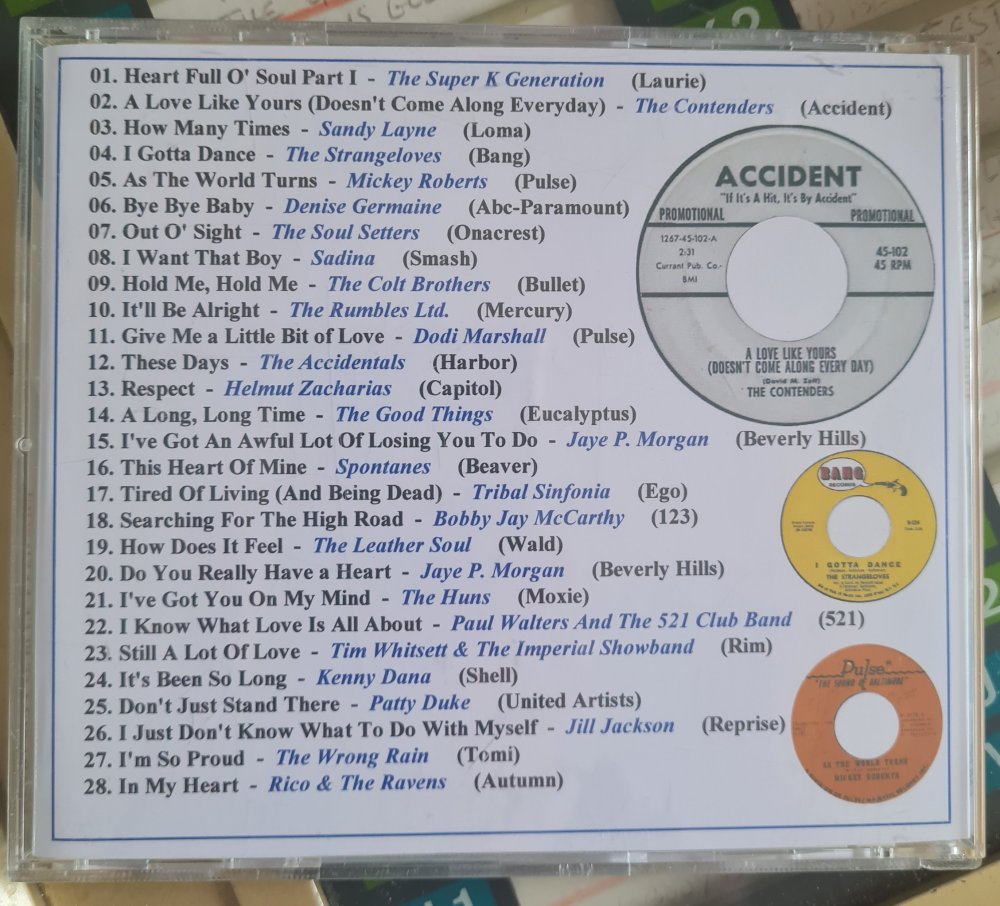 01. Heart Full O' Soul Part I - The Super K Generation (Laurie)
02. A Love Like Yours (Doesn't Come Along Everyday) - The Contenders (Accident)
03. How Many Times - Sandy Layne (Loma)
04. I Gotta Dance - The Strangeloves (Bang)
05. As The World Turns - Mickey Roberts (Pulse)
06. Bye Bye Baby - Denise Germaine (Abc-Paramount)
07. Out O' Sight - The Soul Setters (Onacrest)
08. I Want That Boy - Sadina (Smash)
09. Hold Me, Hold Me - The Colt Brothers (Bullet)
10. It'll Be Alright - The Rumbles Ltd. (Mercury)
11. Give Me a Little Bit of Love - Dodi Marshall (Pulse)
12. These Days - The Accidentals (Harbor)
13. Respect - Helmut Zacharias (Capitol)
14. A Long, Long Time - The Good Things (Eucalyptus)
15. I've Got An Awful Lot Of Losing You To Do - Jaye P. Morgan (Beverly Hills)
16. This Heart Of Mine - Spontanes (Beaver)
17. Tired Of Living (And Being Dead) - Tribal Sinfonia (Ego)
18. Searching For The High Road - Bobby Jay McCarthy (123)
19. How Does It Feel - The Leather Soul (Wald)
20. Do You Really Have a Heart - Jaye P. Morgan (Beverly Hills)
21. I've Got You On My Mind - The Huns (Moxie)
22. I Know What Love Is All About - Paul Walters And The 521 Club Band (521)
23. Still A Lot Of Love - Tim Whitsett & The Imperial Showband (Rim)
24. It's Been So Long - Kenny Dana (Shell)
25. Don't Just Stand There - Patty Duke (United Artists)
26. I Just Don't Know What To Do With Myself - Jill Jackson (Reprise)
27. I'm So Proud - The Wrong Rain (Tomi)
28. In My Heart - Rico & The Ravens (Autumn)
ACCIDENT
"If It's A Hit, It's By Accident"
PROMOTIONAL PROMOTIONAL
1267-45-102-A
2:31
Currant Pub. Co.-
BMI
45-102
45 RPM
A LOVE LIKE YOURS
(DOESN'T COME ALONG EVERY DAY)
(David M. Zaff)
THE CONTENDERS
BANG
RECORDS
I GOTTA DANCE
THE STRANGELOVES
Pulse
"THE SOUND OF BALTIMORE"
AS THE WORLD TURNS
MICKEY ROBERTS